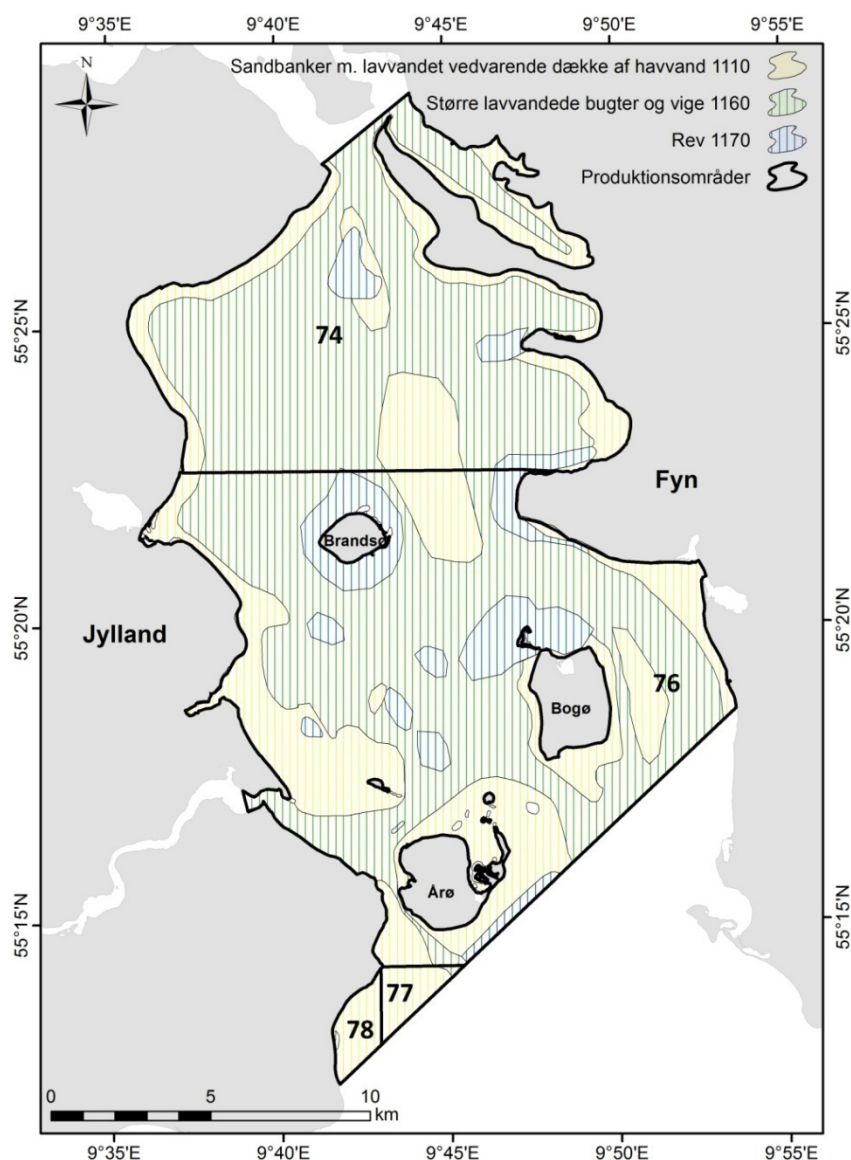 9°35'E 9°40'E 9°45'E 9°50'E 9°55'E
N
Sandbanker m. lavvandet vedvarende dække af havvand 1110
Større lavvandede bugter og vige 1160
Rev 1170
Produktionsområder
55°25'N 55°25'N
74
Fyn
Brandsø
55°20'N 55°20'N
Jylland
76
Bogø
Årø
55°15'N 55°15'N
77
78
0 5 10
km
9°35'E 9°40'E 9°45'E 9°50'E 9°55'E